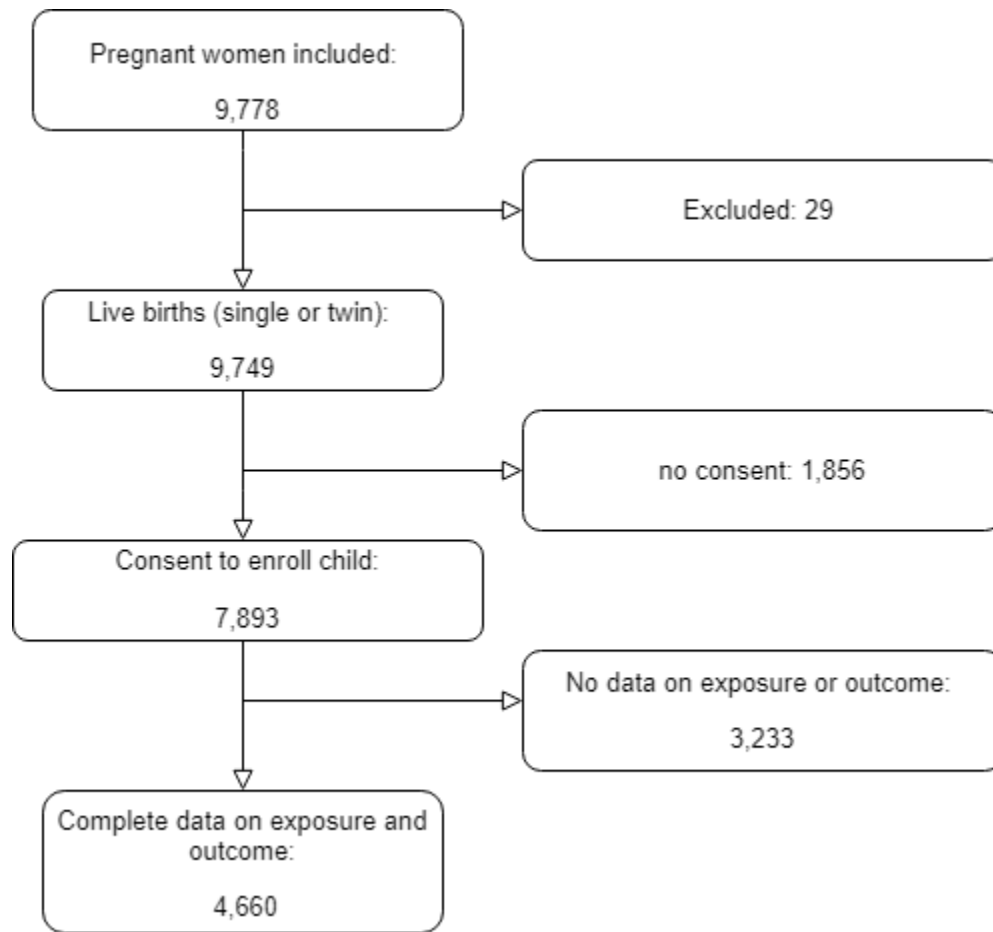 Pregnant women included:
9,778
Excluded: 29
Live births (single or twin):
9,749
no consent: 1,856
Consent to enroll child:
7,893
No data on exposure or outcome:
3,233
Complete data on exposure and
outcome:
4,660